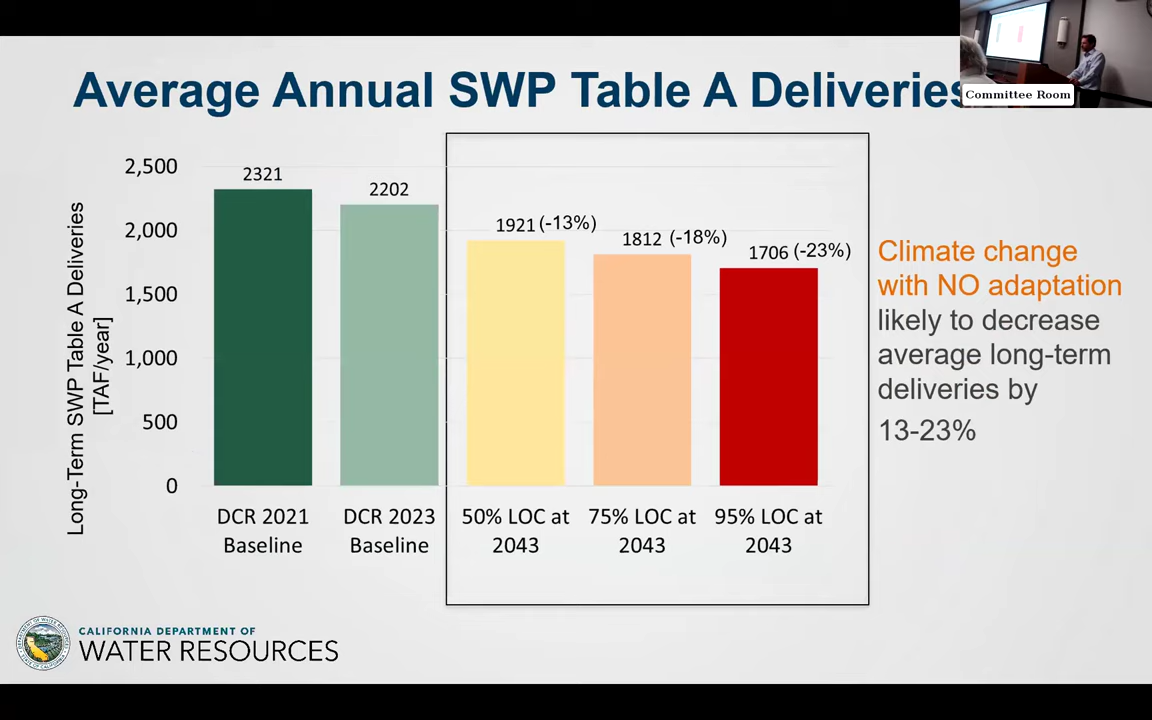 Average Annual SWP Table A Deliveries
Committee Room
Long-Term SWP Table A Deliveries
[TAF/year]
2,500
2,000
1,500
1,000
500
0
2321
2202
1921 (-13%)
1812 (-18%)
1706 (-23%)
DCR 2021
Baseline
DCR 2023
Baseline
50% LOC at
2043
75% LOC at
2043
95% LOC at
2043
Climate change
with NO adaptation
likely to decrease
average long-term
deliveries by
13-23%
CALIFORNIA DEPARTMENT OF
WATER RESOURCES